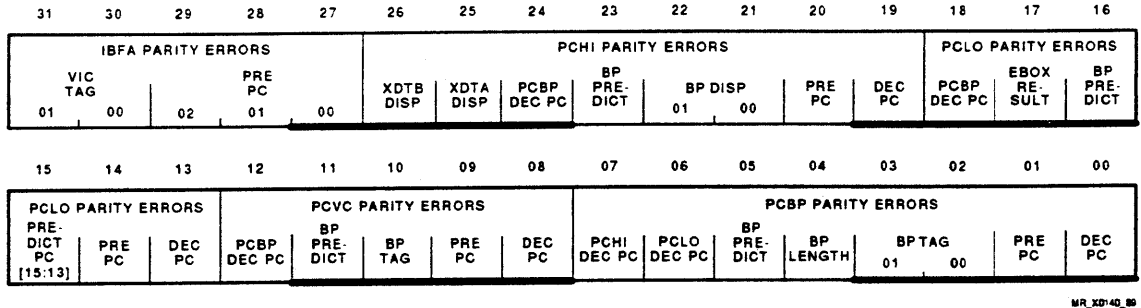 31 30 29 28 27 26 25 24 23 22 21 20 19 18 17 16
IBFA PARITY ERRORS PCHI PARITY ERRORS PCLO PARITY ERRORS
VIC TAG PRE PC XDTB DISP XDTA DISP PCBP DEC PC BP PRE- DICT BP DISP PRE PC DEC PC PCBP DEC PC EBOX RE- SULT BP PRE- DICT
01 00 02 01 00 01 00
15 14 13 12 11 10 09 08 07 06 05 04 03 02 01 00
PCLO PARITY ERRORS PCVC PARITY ERRORS PCBP PARITY ERRORS
PRE- DICT PC [15:13] PRE PC DEC PC PCBP DEC PC BP PRE- DICT BP TAG PRE PC DEC PC PCHI DEC PC PCLO DEC PC BP PRE- DICT BP LENGTH BP TAG PRE PC DEC PC
01 00
MR_X0140_89